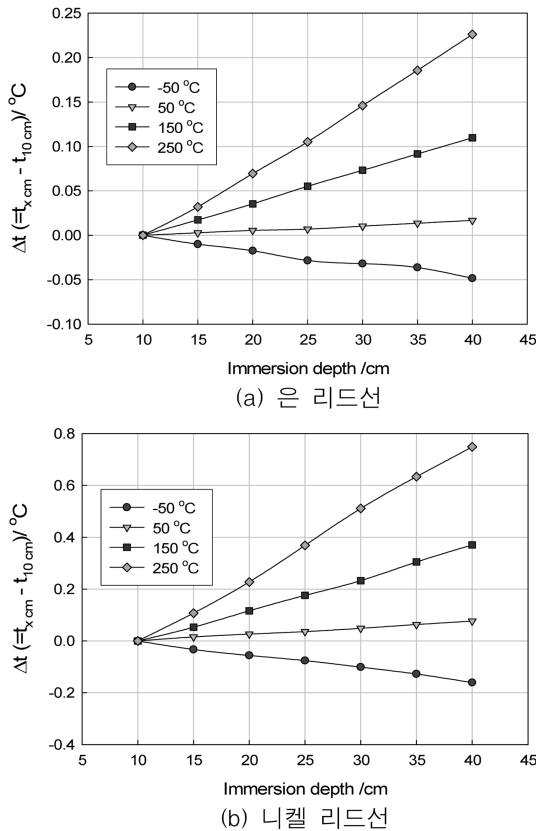 0.25
0.20
0.15
0.10
0.05
0.00
-0.05
-0.10
Δt (=t_x cm - t_10 cm)/ °C
-50 °C
50 °C
150 °C
250 °C
5 10 15 20 25 30 35 40 45
Immersion depth /cm
(a) 은 리드선
0.8
0.6
0.4
0.2
0.0
-0.2
-0.4
Δt (=t_x cm - t_10 cm)/ °C
-50 °C
50 °C
150 °C
250 °C
5 10 15 20 25 30 35 40 45
Immersion depth /cm
(b) 니켈 리드선